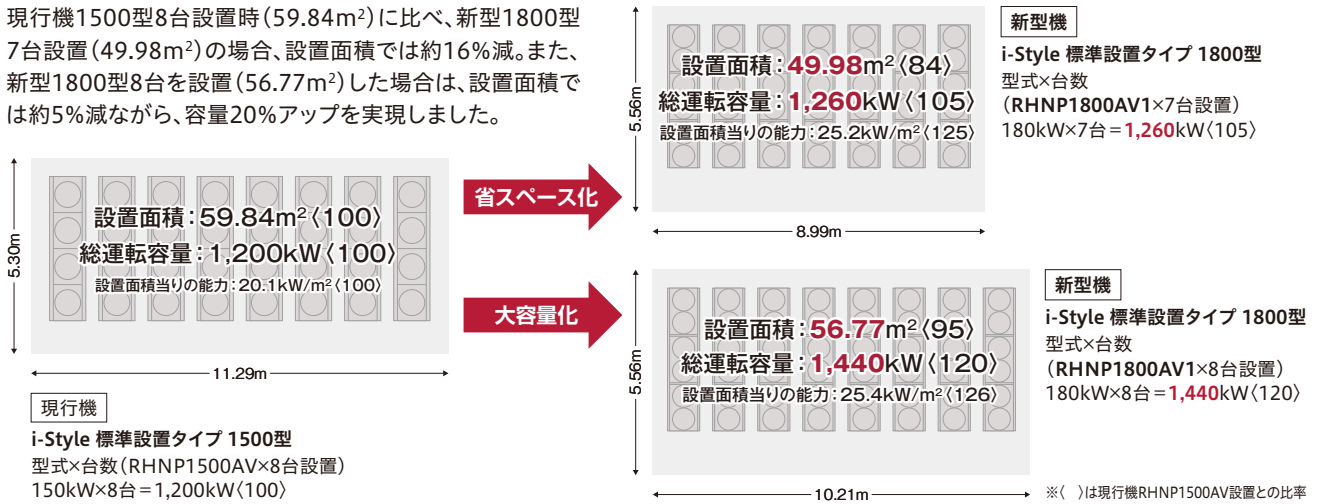 現行機1500型8台設置時(59.84m²)に比べ、新型1800型
7台設置(49.98m²)の場合、設置面積では約16%減。また、
新型1800型8台を設置(56.77m²)した場合は、設置面積で
は約5%減ながら、容量20%アップを実現しました。
5.30m
設置面積:59.84m²〈100〉
総運転容量:1,200kW〈100〉
設置面積当りの能力:20.1kW/m²〈100〉
11.29m
現行機
i-Style 標準設置タイプ 1500型
型式×台数(RHNP1500AV×8台設置)
150kW×8台=1,200kW〈100〉
省スペース化
大容量化
5.56m
設置面積:49.98m²〈84〉
総運転容量:1,260kW〈105〉
設置面積当りの能力:25.2kW/m²〈125〉
8.99m
新型機
i-Style 標準設置タイプ 1800型
型式×台数
(RHNP1800AV1×7台設置)
180kW×7台=1,260kW〈105〉
5.56m
設置面積:56.77m²〈95〉
総運転容量:1,440kW〈120〉
設置面積当りの能力:25.4kW/m²〈126〉
10.21m
新型機
i-Style 標準設置タイプ 1800型
型式×台数
(RHNP1800AV1×8台設置)
180kW×8台=1,440kW〈120〉
※〈 〉は現行機RHNP1500AV設置との比率